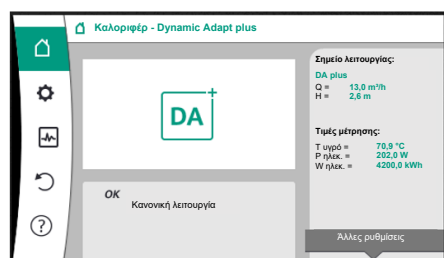 Καλοριφέρ - Dynamic Adapt plus
DA+
OK
Κανονική λειτουργία
Σημείο λειτουργίας:
DA plus
Q = 13,0 m³/h
H = 2,6 m
Τιμές μέτρησης:
T υγρό = 70,9 °C
P ηλεκ. = 202,0 W
W ηλεκ. = 4200,0 kWh
Άλλες ρυθμίσεις
?